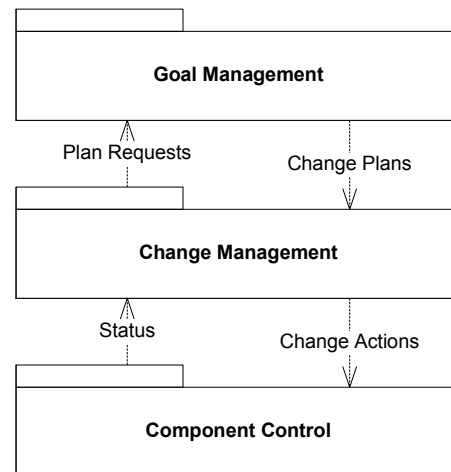 Goal Management
Plan Requests
Change Plans
Change Management
Status
Change Actions
Component Control